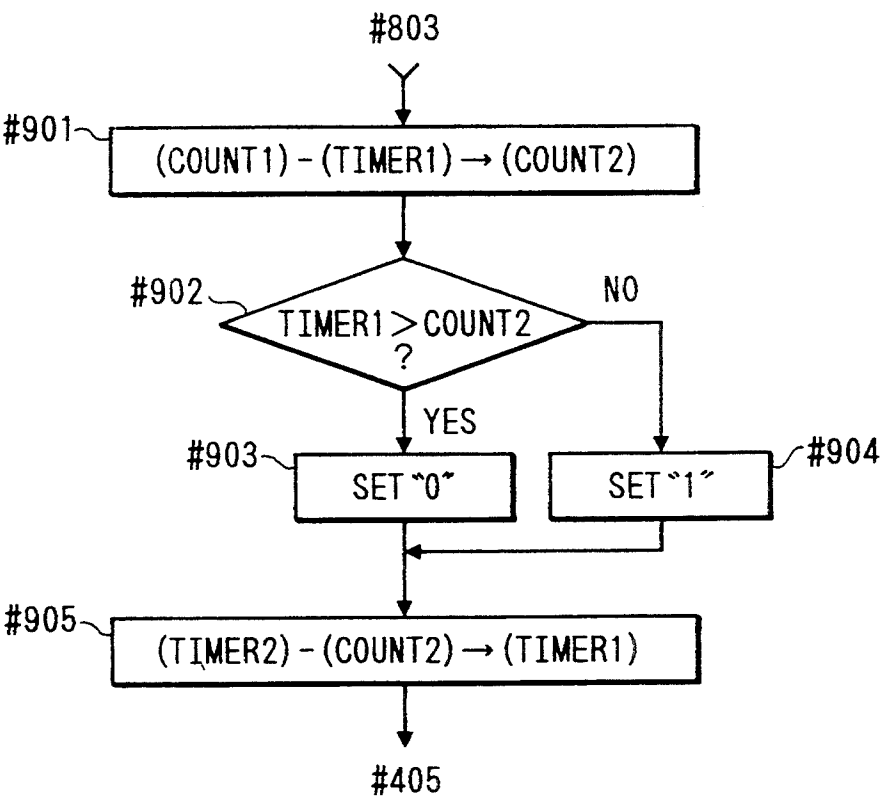 #803
#901
(COUNT1)-(TIMER1)→(COUNT2)
#902
NO
TIMER1>COUNT2
?
YES
#903
#904
SET "0"
SET "1"
#905
(TIMER2)-(COUNT2)→(TIMER1)
#405